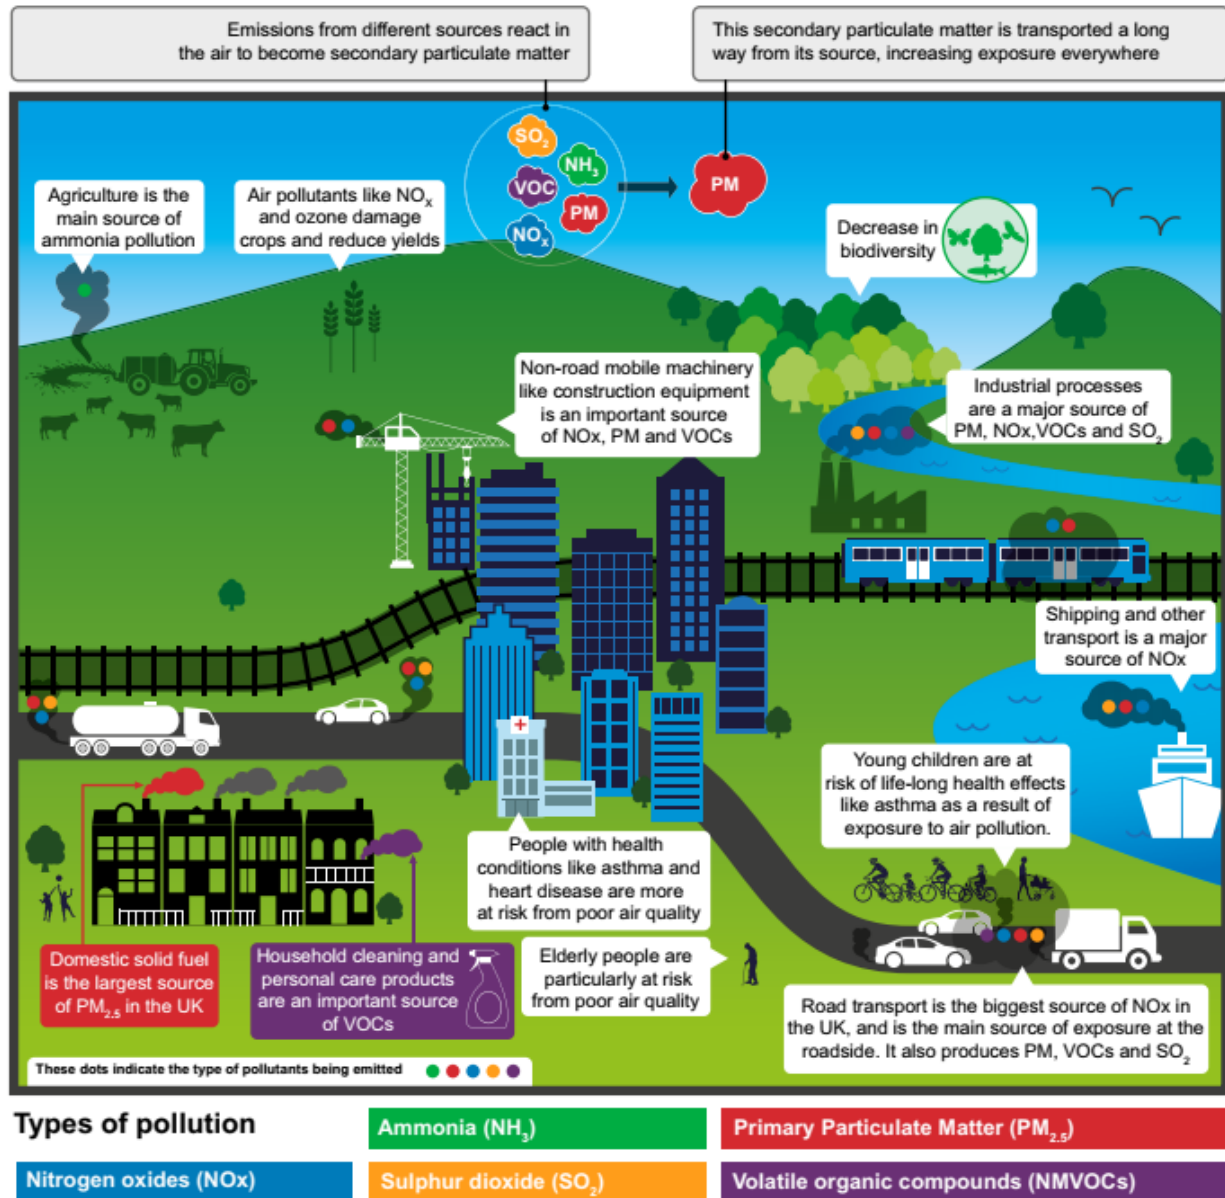 Emissions from different sources react in
the air to become secondary particulate matter
This secondary particulate matter is transported a long
way from its source, increasing exposure everywhere
SO₂
NH₃
VOC
PM
NOₓ
PM
Agriculture is the
main source of
ammonia pollution
Air pollutants like NOₓ
and ozone damage
crops and reduce yields
Decrease in
biodiversity
Non-road mobile machinery
like construction equipment
is an important source
of NOx, PM and VOCs
Industrial processes
are a major source of
PM, NOx,VOCs and SO₂
Shipping and other
transport is a major
source of NOx
Young children are at
risk of life-long health effects
like asthma as a result of
exposure to air pollution.
People with health
conditions like asthma and
heart disease are more
at risk from poor air quality
Domestic solid fuel
is the largest source
of PM₂.₅ in the UK
Household cleaning and
personal care products
are an important source
of VOCs
Elderly people are
particularly at risk
from poor air quality
Road transport is the biggest source of NOx in
the UK, and is the main source of exposure at the
roadside. It also produces PM, VOCs and SO₂
These dots indicate the type of pollutants being emitted
Types of pollution
Ammonia (NH₃)
Primary Particulate Matter (PM₂.₅)
Nitrogen oxides (NOx)
Sulphur dioxide (SO₂)
Volatile organic compounds (NMVOCs)